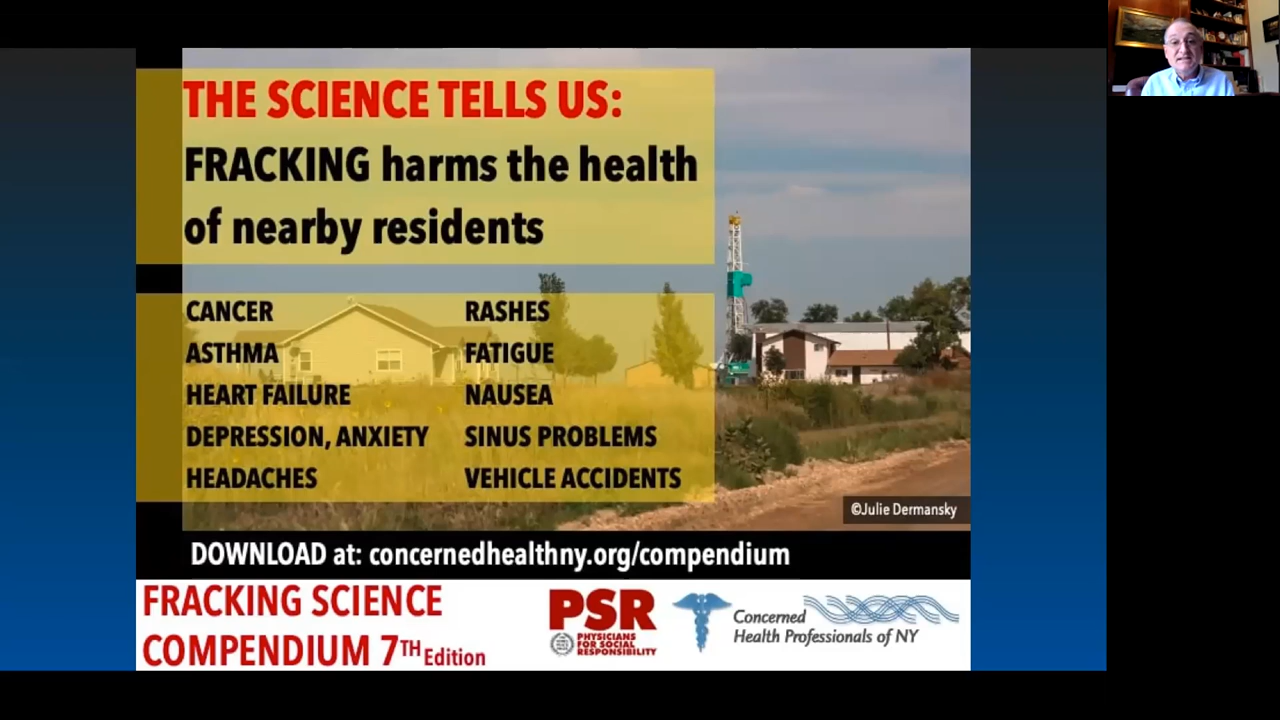 THE SCIENCE TELLS US:
FRACKING harms the health
of nearby residents
CANCER
ASTHMA
HEART FAILURE
DEPRESSION, ANXIETY
HEADACHES
RASHES
FATIGUE
NAUSEA
SINUS PROBLEMS
VEHICLE ACCIDENTS
©Julie Dermansky
DOWNLOAD at: concernedhealthny.org/compendium
FRACKING SCIENCE
COMPENDIUM 7TH Edition
PSR
PHYSICIANS
FOR SOCIAL
RESPONSIBILITY
Concerned
Health Professionals of NY